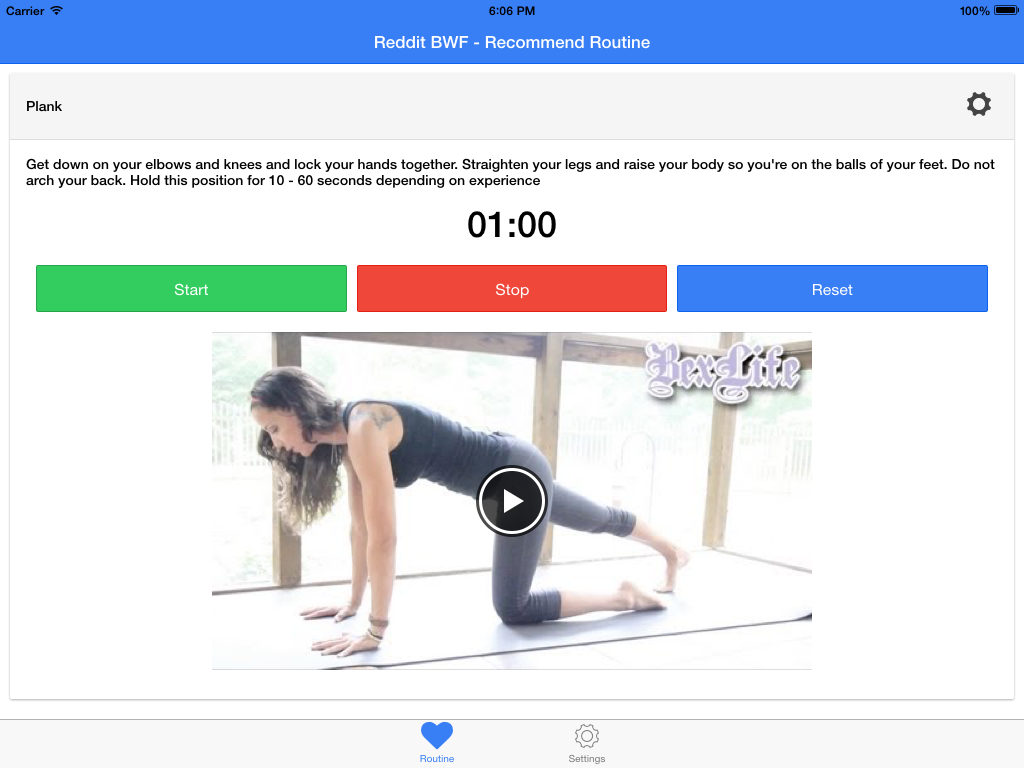 Carrier 6:06 PM 100%
Reddit BWF - Recommend Routine
Plank
Get down on your elbows and knees and lock your hands together. Straighten your legs and raise your body so you're on the balls of your feet. Do not
arch your back. Hold this position for 10 - 60 seconds depending on experience
01:00
Start Stop Reset
BexLife
Routine Settings